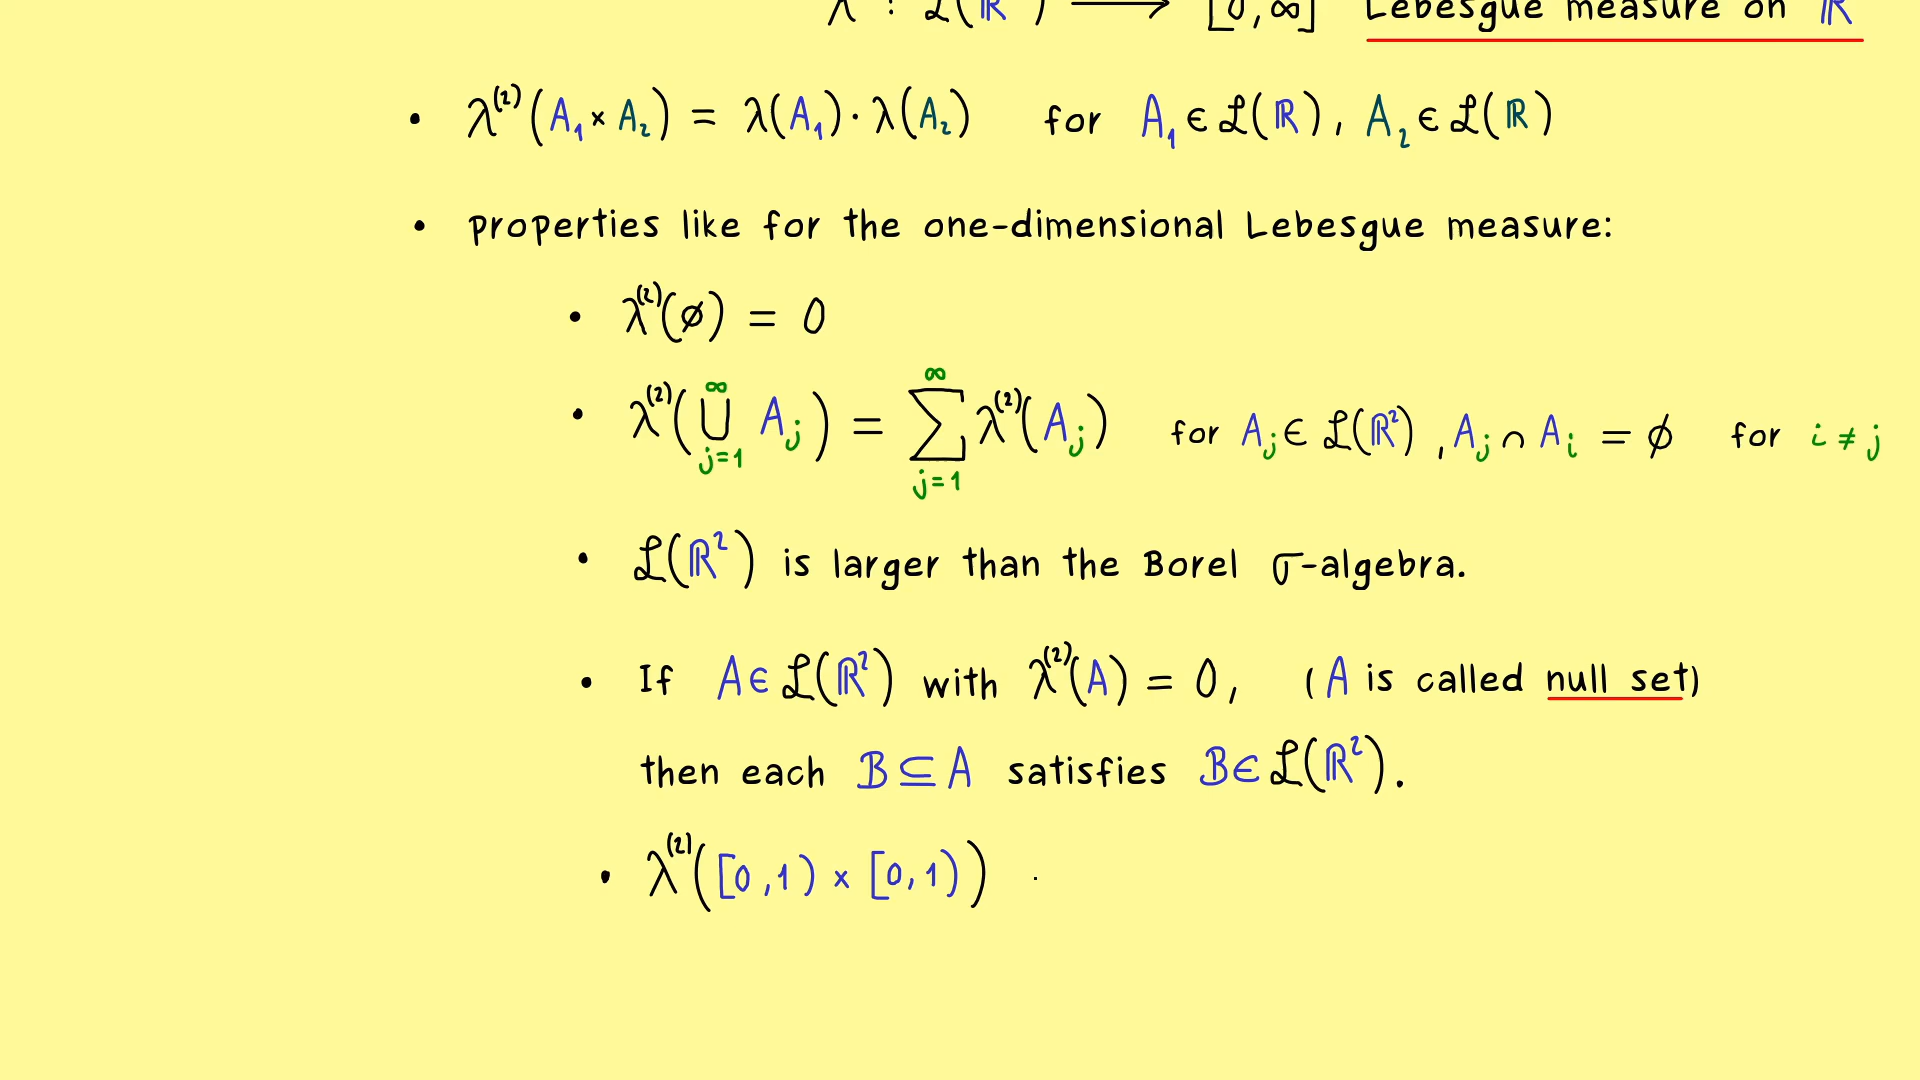 λ : ℒ(ℝ ) ⟶ [0,∞] Lebesgue measure on ℝ
• λ⁽²⁾(A₁ × A₂) = λ(A₁) · λ(A₂) for A₁ ∈ ℒ(ℝ), A₂ ∈ ℒ(ℝ)
• properties like for the one-dimensional Lebesgue measure:
• λ⁽²⁾(∅) = 0
• λ⁽²⁾(⋃_{j=1}^{∞} A_j) = ∑_{j=1}^{∞} λ⁽²⁾(A_j) for A_j ∈ ℒ(ℝ²), A_j ∩ A_i = ∅ for i ≠ j
• ℒ(ℝ²) is larger than the Borel σ-algebra.
• If A ∈ ℒ(ℝ²) with λ⁽²⁾(A) = 0, (A is called null set)
then each B ⊆ A satisfies B ∈ ℒ(ℝ²).
• λ⁽²⁾([0,1) × [0,1))